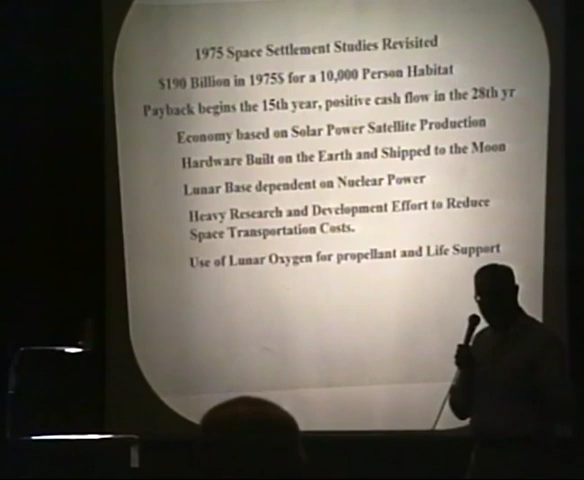 1975 Space Settlement Studies Revisited
$190 Billion in 1975$ for a 10,000 Person Habitat
Payback begins the 15th year, positive cash flow in the 28th yr
Economy based on Solar Power Satellite Production
Hardware Built on the Earth and Shipped to the Moon
Lunar Base dependent on Nuclear Power
Heavy Research and Development Effort to Reduce
Space Transportation Costs.
Use of Lunar Oxygen for propellant and Life Support